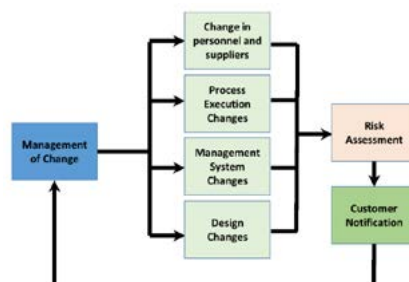 Change in
personnel and
suppliers
Process
Execution
Changes
Management
of Change
Risk
Assessment
Management
System
Changes
Customer
Notification
Design
Changes